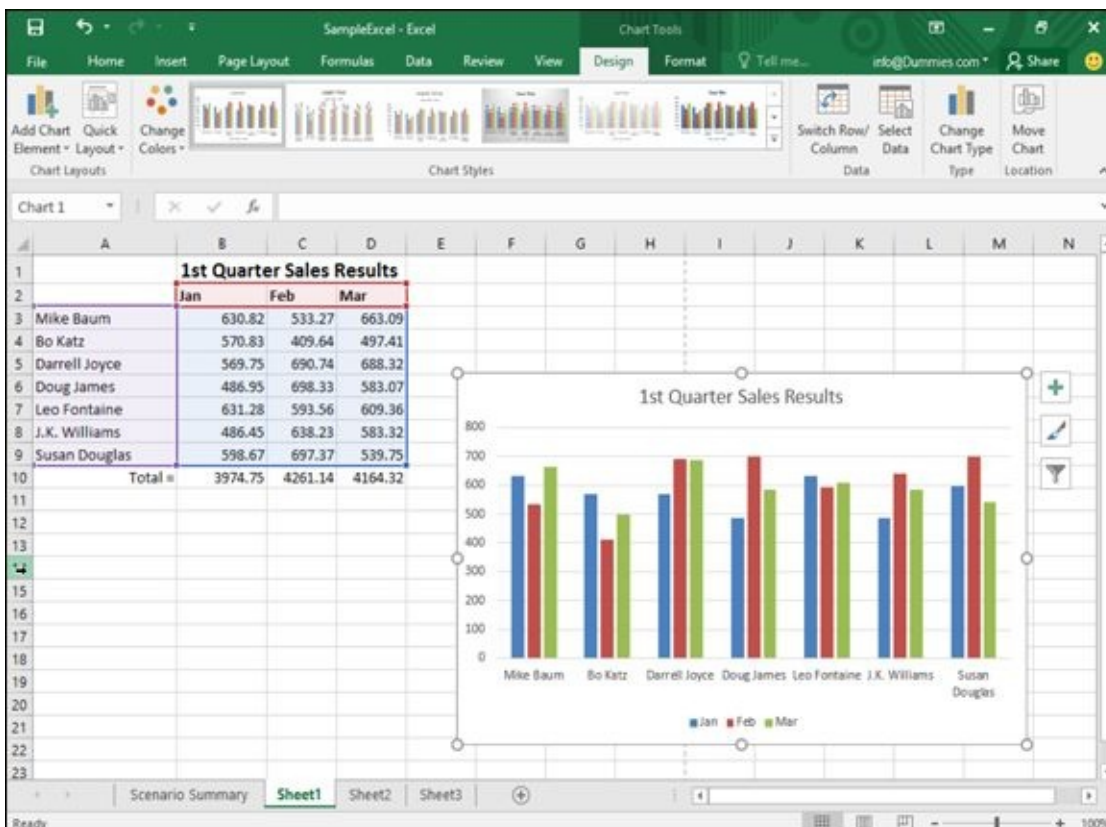 SampleExcel - Excel Chart Tools
File Home Insert Page Layout Formulas Data Review View Design Format Tell me... info@Dummies.com Share
Add Chart Element Quick Layout Change Colors Switch Row/ Column Select Data Change Chart Type Move Chart
Chart Layouts Chart Styles Data Type Location
Chart 1 fx
A B C D E F G H I J K L M N
1 1st Quarter Sales Results
2 Jan Feb Mar
3 Mike Baum 630.82 533.27 663.09
4 Bo Katz 570.83 409.64 497.41
5 Darrell Joyce 569.75 690.74 688.32
6 Doug James 486.95 698.33 583.07
7 Leo Fontaine 631.28 593.56 609.36
8 J.K. Williams 486.45 638.23 583.32
9 Susan Douglas 598.67 697.37 539.75
10 Total = 3974.75 4261.14 4164.32
11
12
13
15
16
17
18
19
20
21
22
23
1st Quarter Sales Results
800
700
600
500
400
300
200
100
0
Mike Baum Bo Katz Darrell Joyce Doug James Leo Fontaine J.K. Williams Susan Douglas
Jan Feb Mar
Scenario Summary Sheet1 Sheet2 Sheet3
Ready 100%